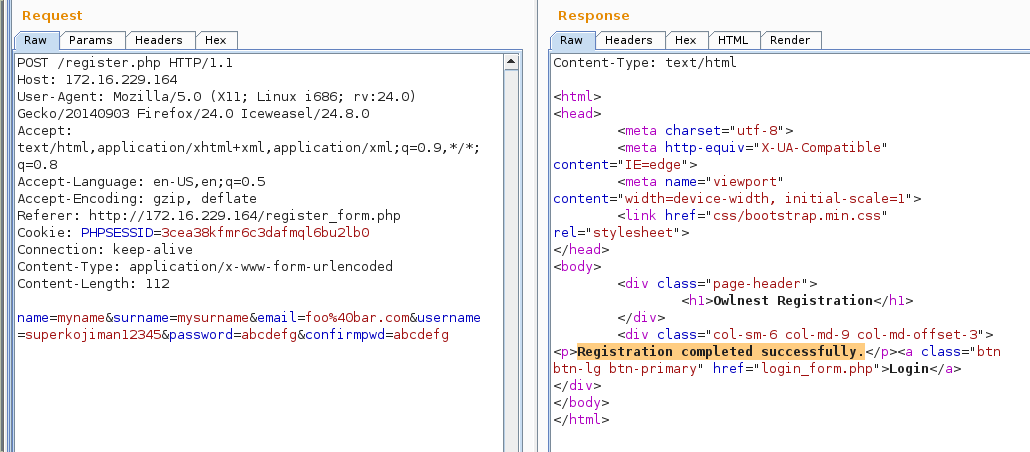 Request
Raw Params Headers Hex
POST /register.php HTTP/1.1
Host: 172.16.229.164
User-Agent: Mozilla/5.0 (X11; Linux i686; rv:24.0)
Gecko/20140903 Firefox/24.0 Iceweasel/24.8.0
Accept:
text/html,application/xhtml+xml,application/xml;q=0.9,*/*;
q=0.8
Accept-Language: en-US,en;q=0.5
Accept-Encoding: gzip, deflate
Referer: http://172.16.229.164/register_form.php
Cookie: PHPSESSID=3cea38kfmr6c3dafmql6bu2lb0
Connection: keep-alive
Content-Type: application/x-www-form-urlencoded
Content-Length: 112
name=myname&surname=mysurname&email=foo%40bar.com&username
=superkojiman12345&password=abcdefg&confirmpwd=abcdefg
Response
Raw Headers Hex HTML Render
Content-Type: text/html
<html>
<head>
<meta charset="utf-8">
<meta http-equiv="X-UA-Compatible"
content="IE=edge">
<meta name="viewport"
content="width=device-width, initial-scale=1">
<link href="css/bootstrap.min.css"
rel="stylesheet">
</head>
<body>
<div class="page-header">
<h1>Owlnest Registration</h1>
</div>
<div class="col-sm-6 col-md-9 col-md-offset-3">
<p>Registration completed successfully.</p><a class="btn
btn-lg btn-primary" href="login_form.php">Login</a>
</div>
</body>
</html>